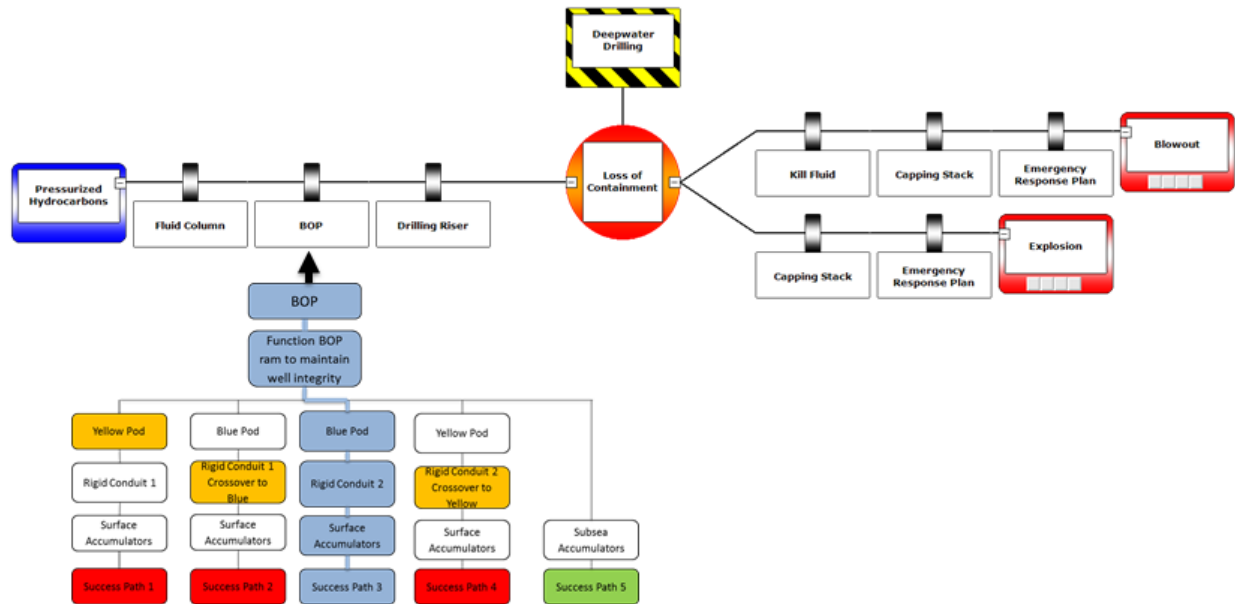 Deepwater
Drilling
Pressurized
Hydrocarbons
Fluid Column
BOP
Drilling Riser
Loss of
Containment
Kill Fluid
Capping Stack
Emergency
Response Plan
Blowout
Capping Stack
Emergency
Response Plan
Explosion
BOP
Function BOP
ram to maintain
well integrity
Yellow Pod
Rigid Conduit 1
Surface
Accumulators
Success Path 1
Blue Pod
Rigid Conduit 1
Crossover to
Blue
Surface
Accumulators
Success Path 2
Blue Pod
Rigid Conduit 2
Surface
Accumulators
Success Path 3
Yellow Pod
Rigid Conduit 2
Crossover to
Yellow
Surface
Accumulators
Success Path 4
Subsea
Accumulators
Success Path 5